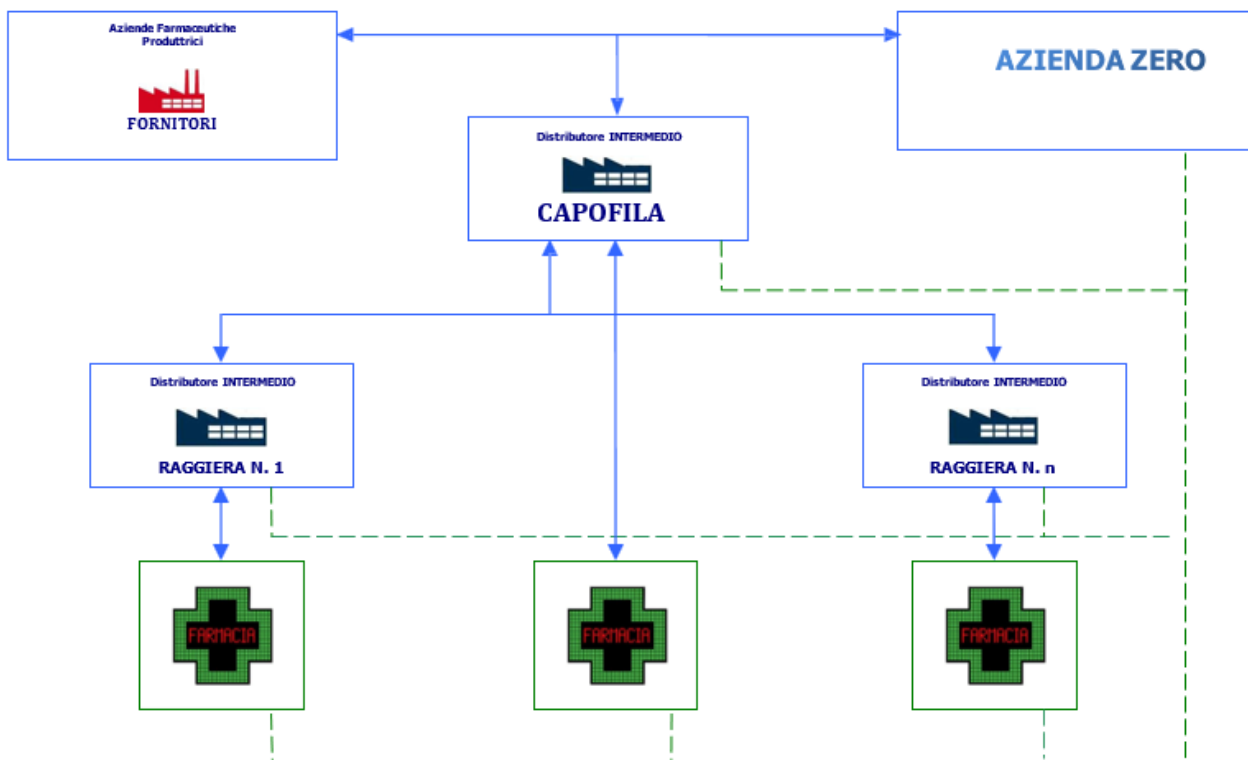 Aziende Farmaceutiche
Produttrici
FORNITORI
AZIENDA ZERO
Distributore INTERMEDIO
CAPOFILA
Distributore INTERMEDIO
RAGGIERA N. 1
Distributore INTERMEDIO
RAGGIERA N. n
FARMACIA
FARMACIA
FARMACIA